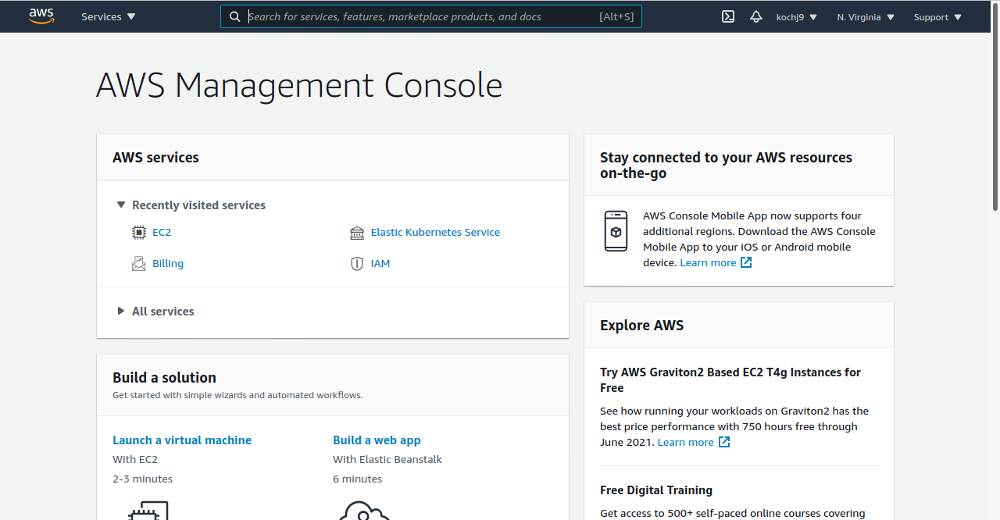 aws Services Search for services, features, marketplace products, and docs [Alt+S] kochj9 N. Virginia Support
AWS Management Console
AWS services
Recently visited services
EC2
Elastic Kubernetes Service
Billing
IAM
All services
Build a solution
Get started with simple wizards and automated workflows.
Launch a virtual machine
With EC2
2-3 minutes
Build a web app
With Elastic Beanstalk
6 minutes
Stay connected to your AWS resources
on-the-go
AWS Console Mobile App now supports four
additional regions. Download the AWS Console
Mobile App to your iOS or Android mobile
device. Learn more
Explore AWS
Try AWS Graviton2 Based EC2 T4g Instances for
Free
See how running your workloads on Graviton2 has the
best price performance with 750 hours free through
June 2021. Learn more
Free Digital Training
Get access to 500+ self-paced online courses covering